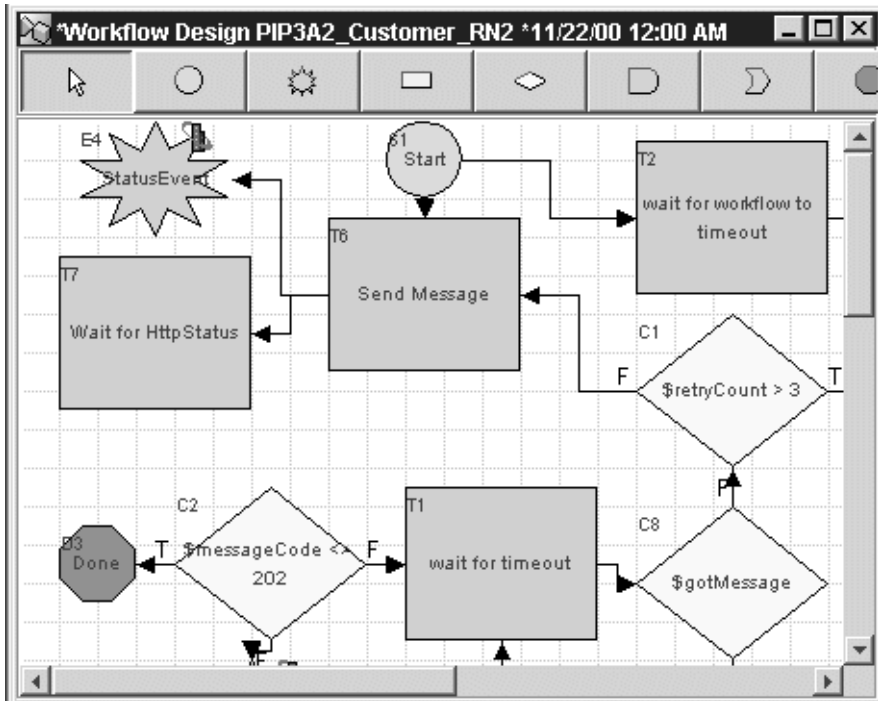 *Workflow Design PIP3A2_Customer_RN2 *11/22/00 12:00 AM
E4
StatusEvent
S1
Start
T2
wait for workflow to
timeout
T6
Send Message
T7
Wait for HttpStatus
C1
F
$retryCount > 3
T
C2
$messageCode <=
202
T
F
D3
Done
T1
wait for timeout
C8
$gotMessage